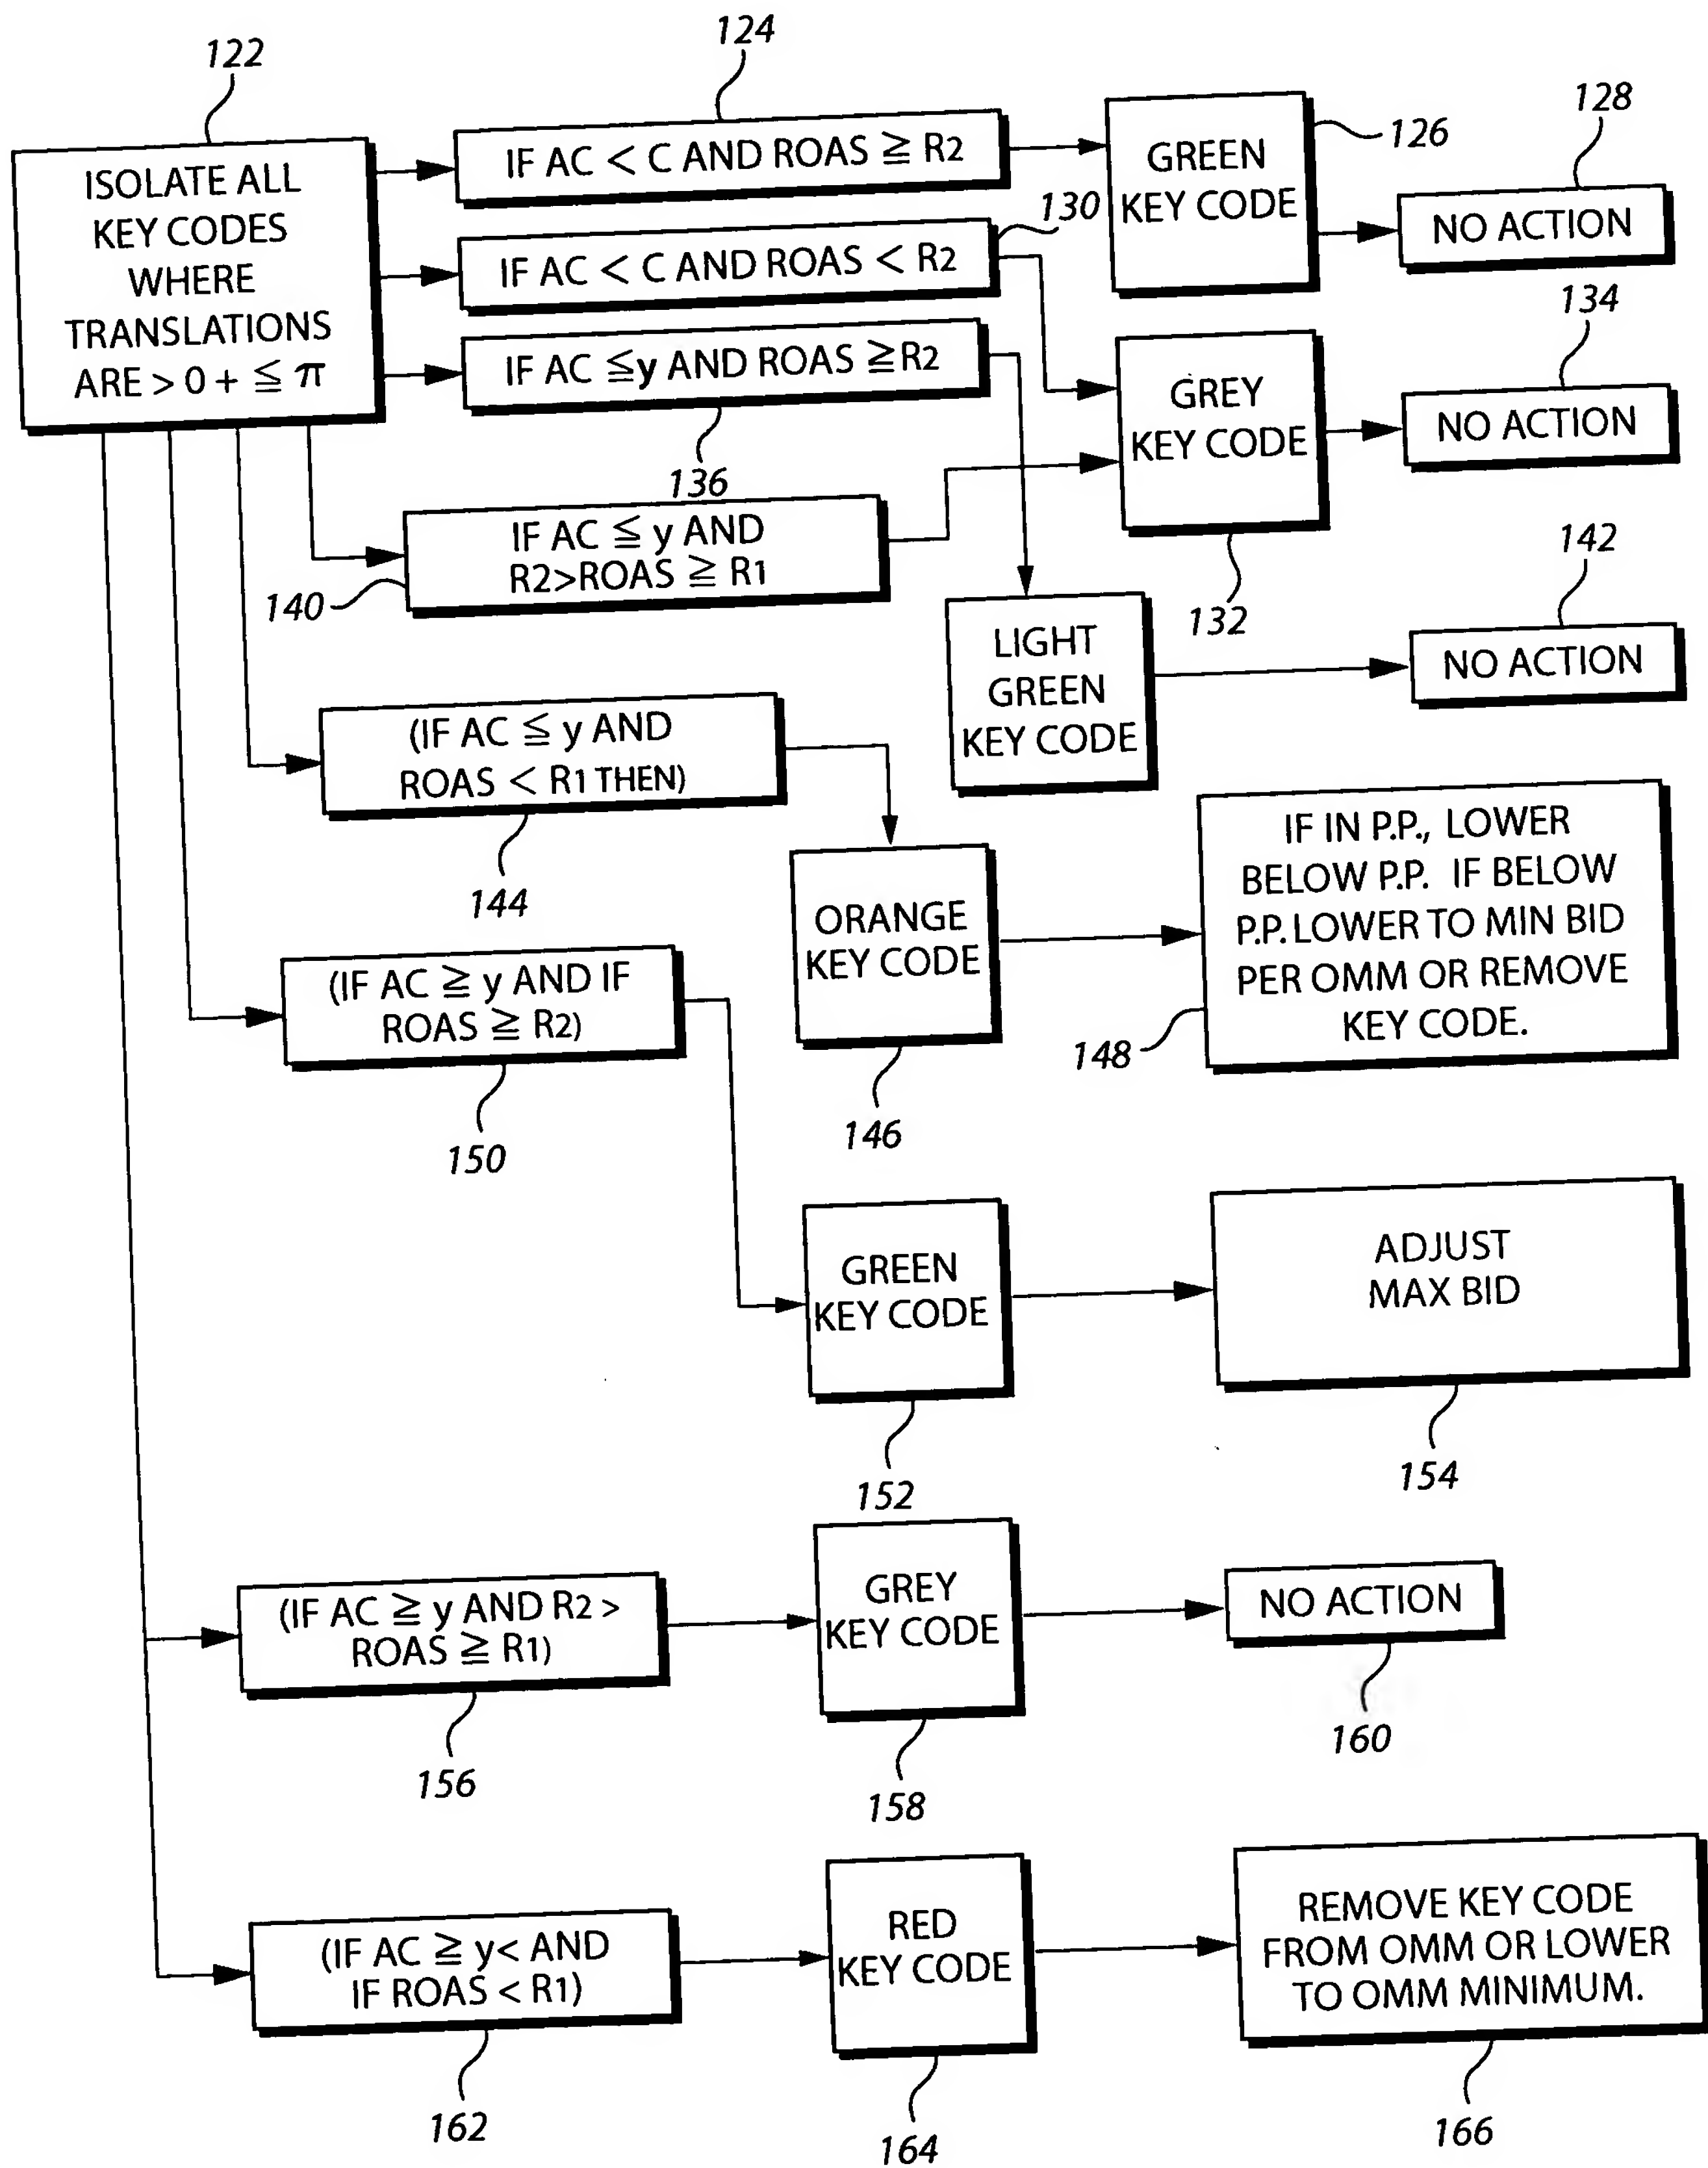 122
124
ISOLATE ALL
KEY CODES
WHERE
TRANSLATIONS
ARE > 0 + ≦ π
IF AC < C AND ROAS ≧ R2
GREEN
KEY CODE
126
128
NO ACTION
130
IF AC < C AND ROAS < R2
134
IF AC ≦y AND ROAS ≧R2
136
GREY
KEY CODE
132
NO ACTION
IF AC ≦ y AND
R2>ROAS ≧ R1
140
142
LIGHT
GREEN
KEY CODE
NO ACTION
(IF AC ≦ y AND
ROAS < R1 THEN)
144
ORANGE
KEY CODE
146
IF IN P.P., LOWER
BELOW P.P. IF BELOW
P.P. LOWER TO MIN BID
PER OMM OR REMOVE
KEY CODE.
148
(IF AC ≧ y AND IF
ROAS ≧ R2)
150
GREEN
KEY CODE
152
ADJUST
MAX BID
154
(IF AC ≧ y AND R2 >
ROAS ≧ R1)
156
GREY
KEY CODE
158
NO ACTION
160
(IF AC ≧ y< AND
IF ROAS < R1)
162
RED
KEY CODE
164
REMOVE KEY CODE
FROM OMM OR LOWER
TO OMM MINIMUM.
166